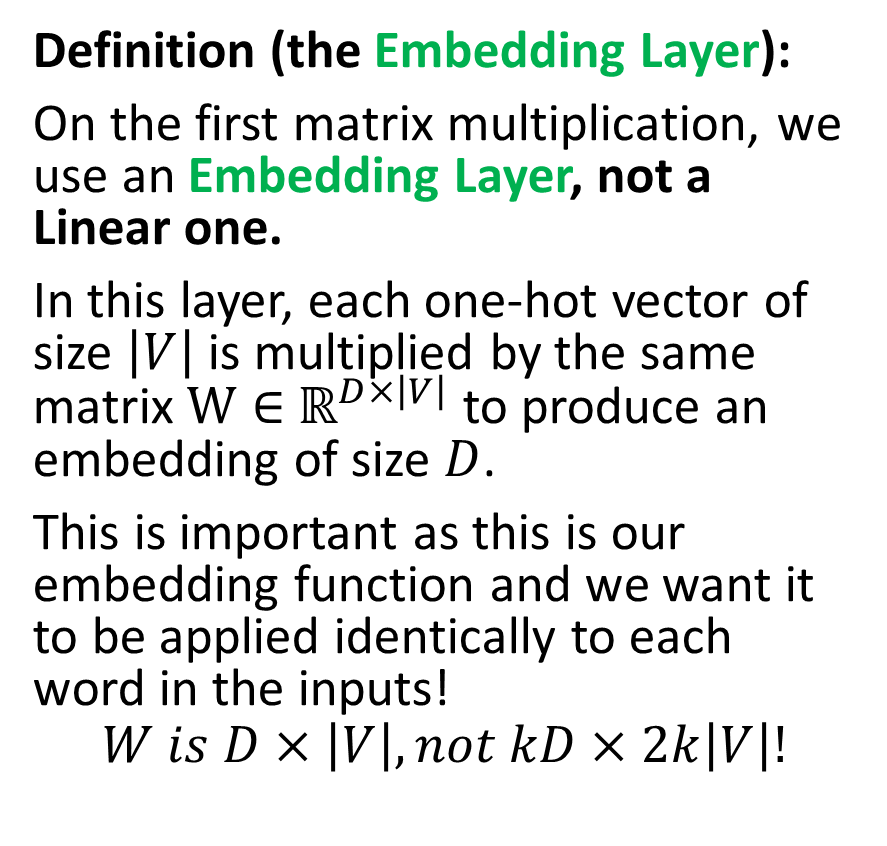 Definition (the Embedding Layer):
On the first matrix multiplication, we
use an Embedding Layer, not a
Linear one.
In this layer, each one-hot vector of
size |V| is multiplied by the same
matrix W ∈ ℝ^{D×|V|} to produce an
embedding of size D.
This is important as this is our
embedding function and we want it
to be applied identically to each
word in the inputs!
W is D × |V|, not kD × 2k|V|!